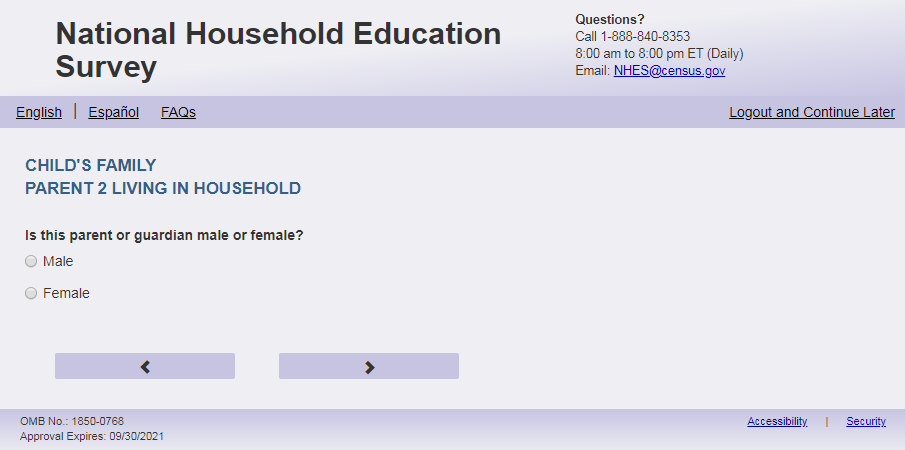 National Household Education
Survey
Questions?
Call 1-888-840-8353
8:00 am to 8:00 pm ET (Daily)
Email: NHES@census.gov
English | Español FAQs
Logout and Continue Later
CHILD'S FAMILY
PARENT 2 LIVING IN HOUSEHOLD
Is this parent or guardian male or female?
Male
Female
OMB No.: 1850-0768
Approval Expires: 09/30/2021
Accessibility | Security